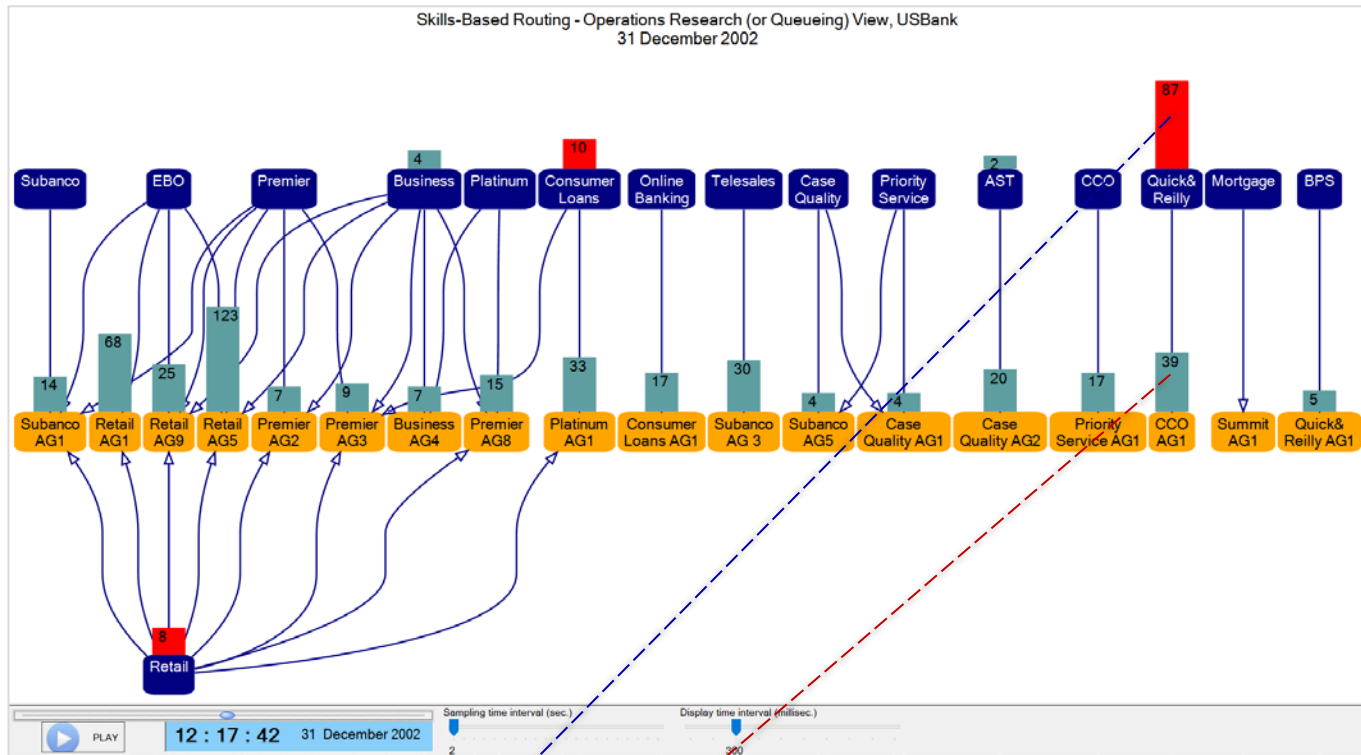 Skills-Based Routing - Operations Research (or Queueing) View, USBank
31 December 2002
87
4
10
2
Subanco
EBO
Premier
Business
Platinum
Consumer
Loans
Online
Banking
Telesales
Case
Quality
Priority
Service
AST
CCO
Quick&
Reilly
Mortgage
BPS
14
68
25
123
7
9
7
15
33
17
30
4
4
20
17
39
5
Subanco
AG1
Retail
AG1
Retail
AG9
Retail
AG5
Premier
AG2
Premier
AG3
Business
AG4
Premier
AG8
Platinum
AG1
Consumer
Loans AG1
Subanco
AG 3
Subanco
AG5
Case
Quality AG1
Case
Quality AG2
Priority
Service AG1
CCO
AG1
Summit
AG1
Quick&
Reilly AG1
8
Retail
PLAY
12 : 17 : 42
31 December 2002
Sampling time interval (sec.)
2
Display time interval (millisec.)
300